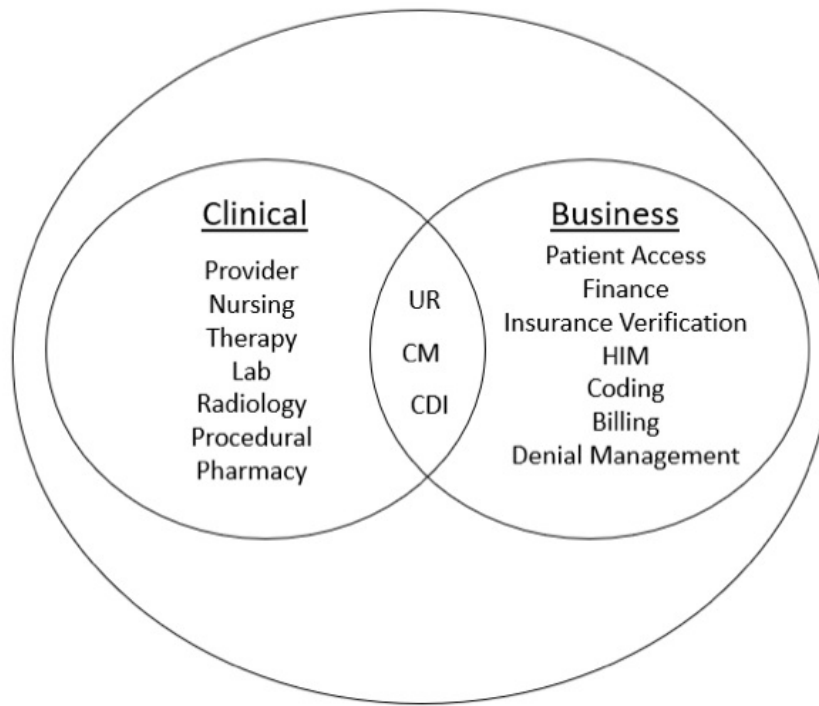 Clinical
Provider
Nursing
Therapy
Lab
Radiology
Procedural
Pharmacy
UR
CM
CDI
Business
Patient Access
Finance
Insurance Verification
HIM
Coding
Billing
Denial Management